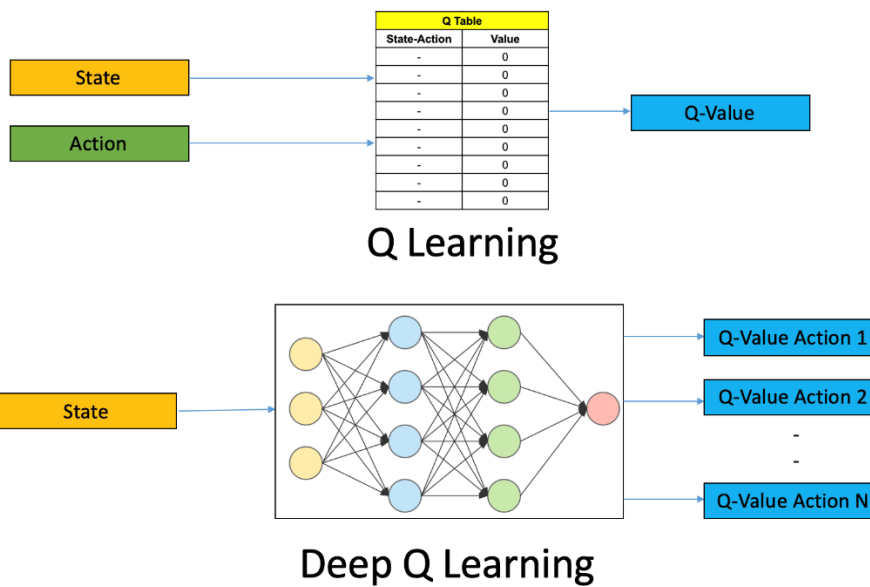 Q Table
State-Action Value
- 0
- 0
- 0
- 0
- 0
- 0
- 0
- 0
- 0
State
Action
Q-Value
Q Learning
State
Q-Value Action 1
Q-Value Action 2
-
-
Q-Value Action N
Deep Q Learning